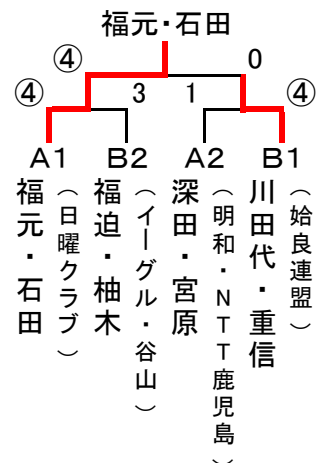 福元・石田
④ 0
④ 3 1 ④
A1 B2 A2 B1
福元・石田
（日曜クラブ）
福迫・柚木
（イーグル・谷山）
深田・宮原
（明和・NTT鹿児島）
川田代・重信
（姶良連盟）